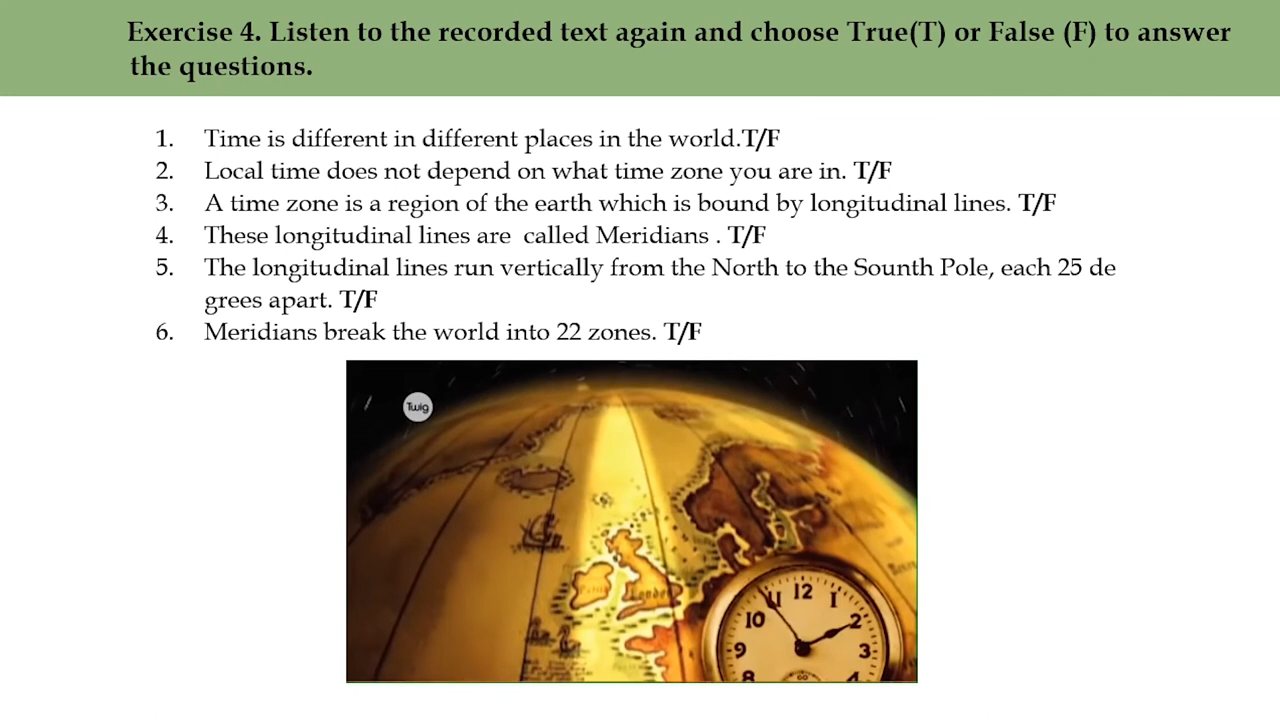 Exercise 4. Listen to the recorded text again and choose True(T) or False (F) to answer
the questions.
1. Time is different in different places in the world.T/F
2. Local time does not depend on what time zone you are in. T/F
3. A time zone is a region of the earth which is bound by longitudinal lines. T/F
4. These longitudinal lines are called Meridians . T/F
5. The longitudinal lines run vertically from the North to the Sounth Pole, each 25 de
grees apart. T/F
6. Meridians break the world into 22 zones. T/F
Twig
London
12
11
I
10
2
9
3
8
4